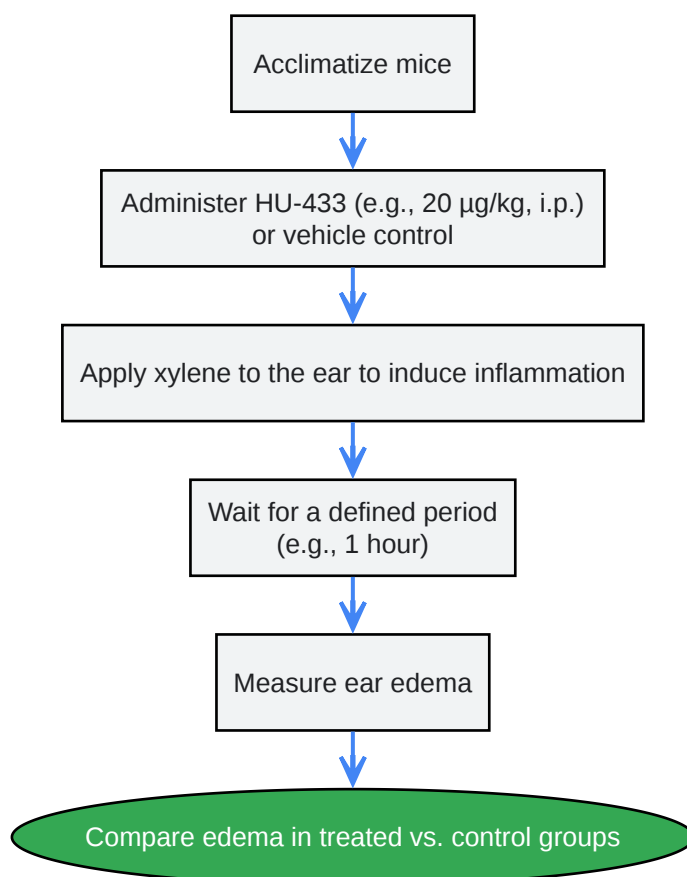 Acclimatize mice
Administer HU-433 (e.g., 20 µg/kg, i.p.)
or vehicle control
Apply xylene to the ear to induce inflammation
Wait for a defined period
(e.g., 1 hour)
Measure ear edema
Compare edema in treated vs. control groups